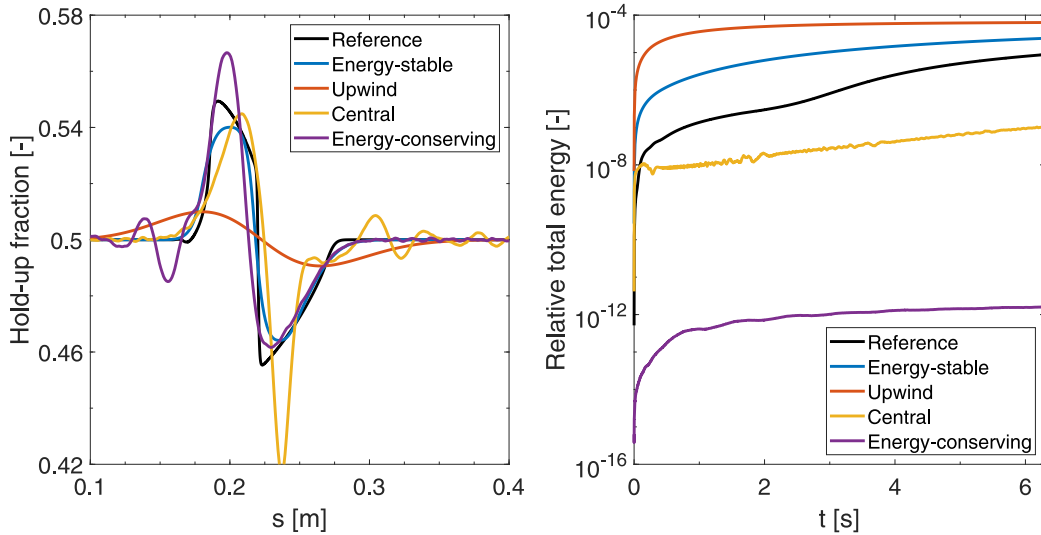 0.58
0.54
0.5
0.46
0.42
Hold-up fraction [-]
Reference
Energy-stable
Upwind
Central
Energy-conserving
0.1
0.2
0.3
0.4
s [m]
10-4
10-8
10-12
10-16
Relative total energy [-]
Reference
Energy-stable
Upwind
Central
Energy-conserving
0
2
4
6
t [s]